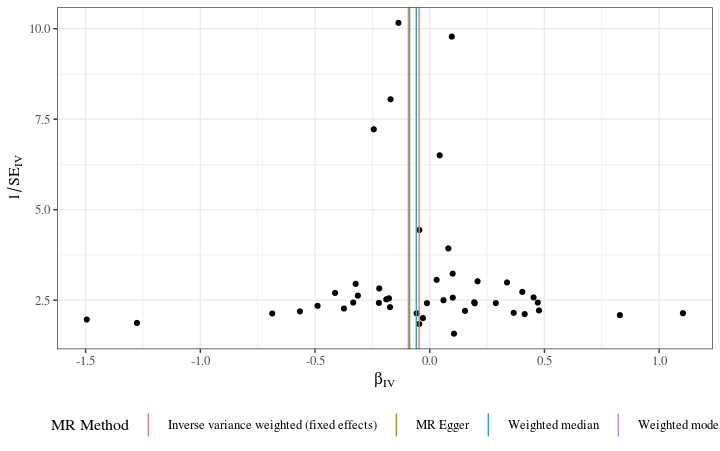 10.0
7.5
5.0
2.5
1/SE_IV
-1.5 -1.0 -0.5 0.0 0.5 1.0
β_IV
MR Method Inverse variance weighted (fixed effects) MR Egger Weighted median Weighted mode